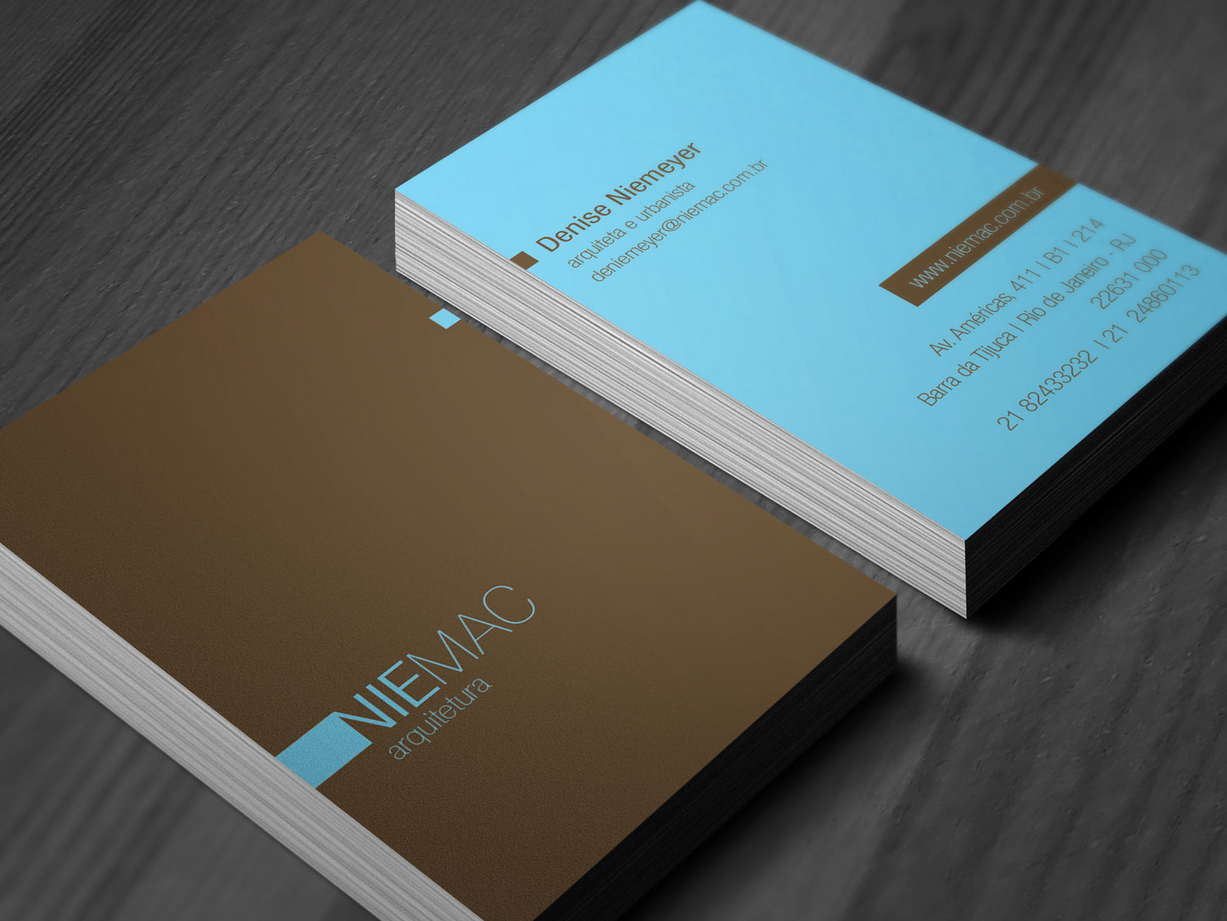 Denise Niemeyer
arquiteta e urbanista
deniemeyer@niemac.com.br
www.niemac.com.br
Av. Américas, 411 | B1 | 214
Barra da Tijuca | Rio de Janeiro - RJ
22631 000
21 82433232 | 21 24860113
NIEMAC
arquitetura